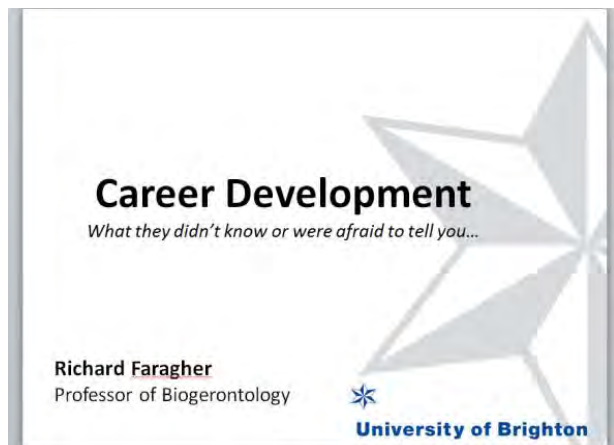 Career Development
What they didn't know or were afraid to tell you...
Richard Faragher
Professor of Biogerontology
University of Brighton